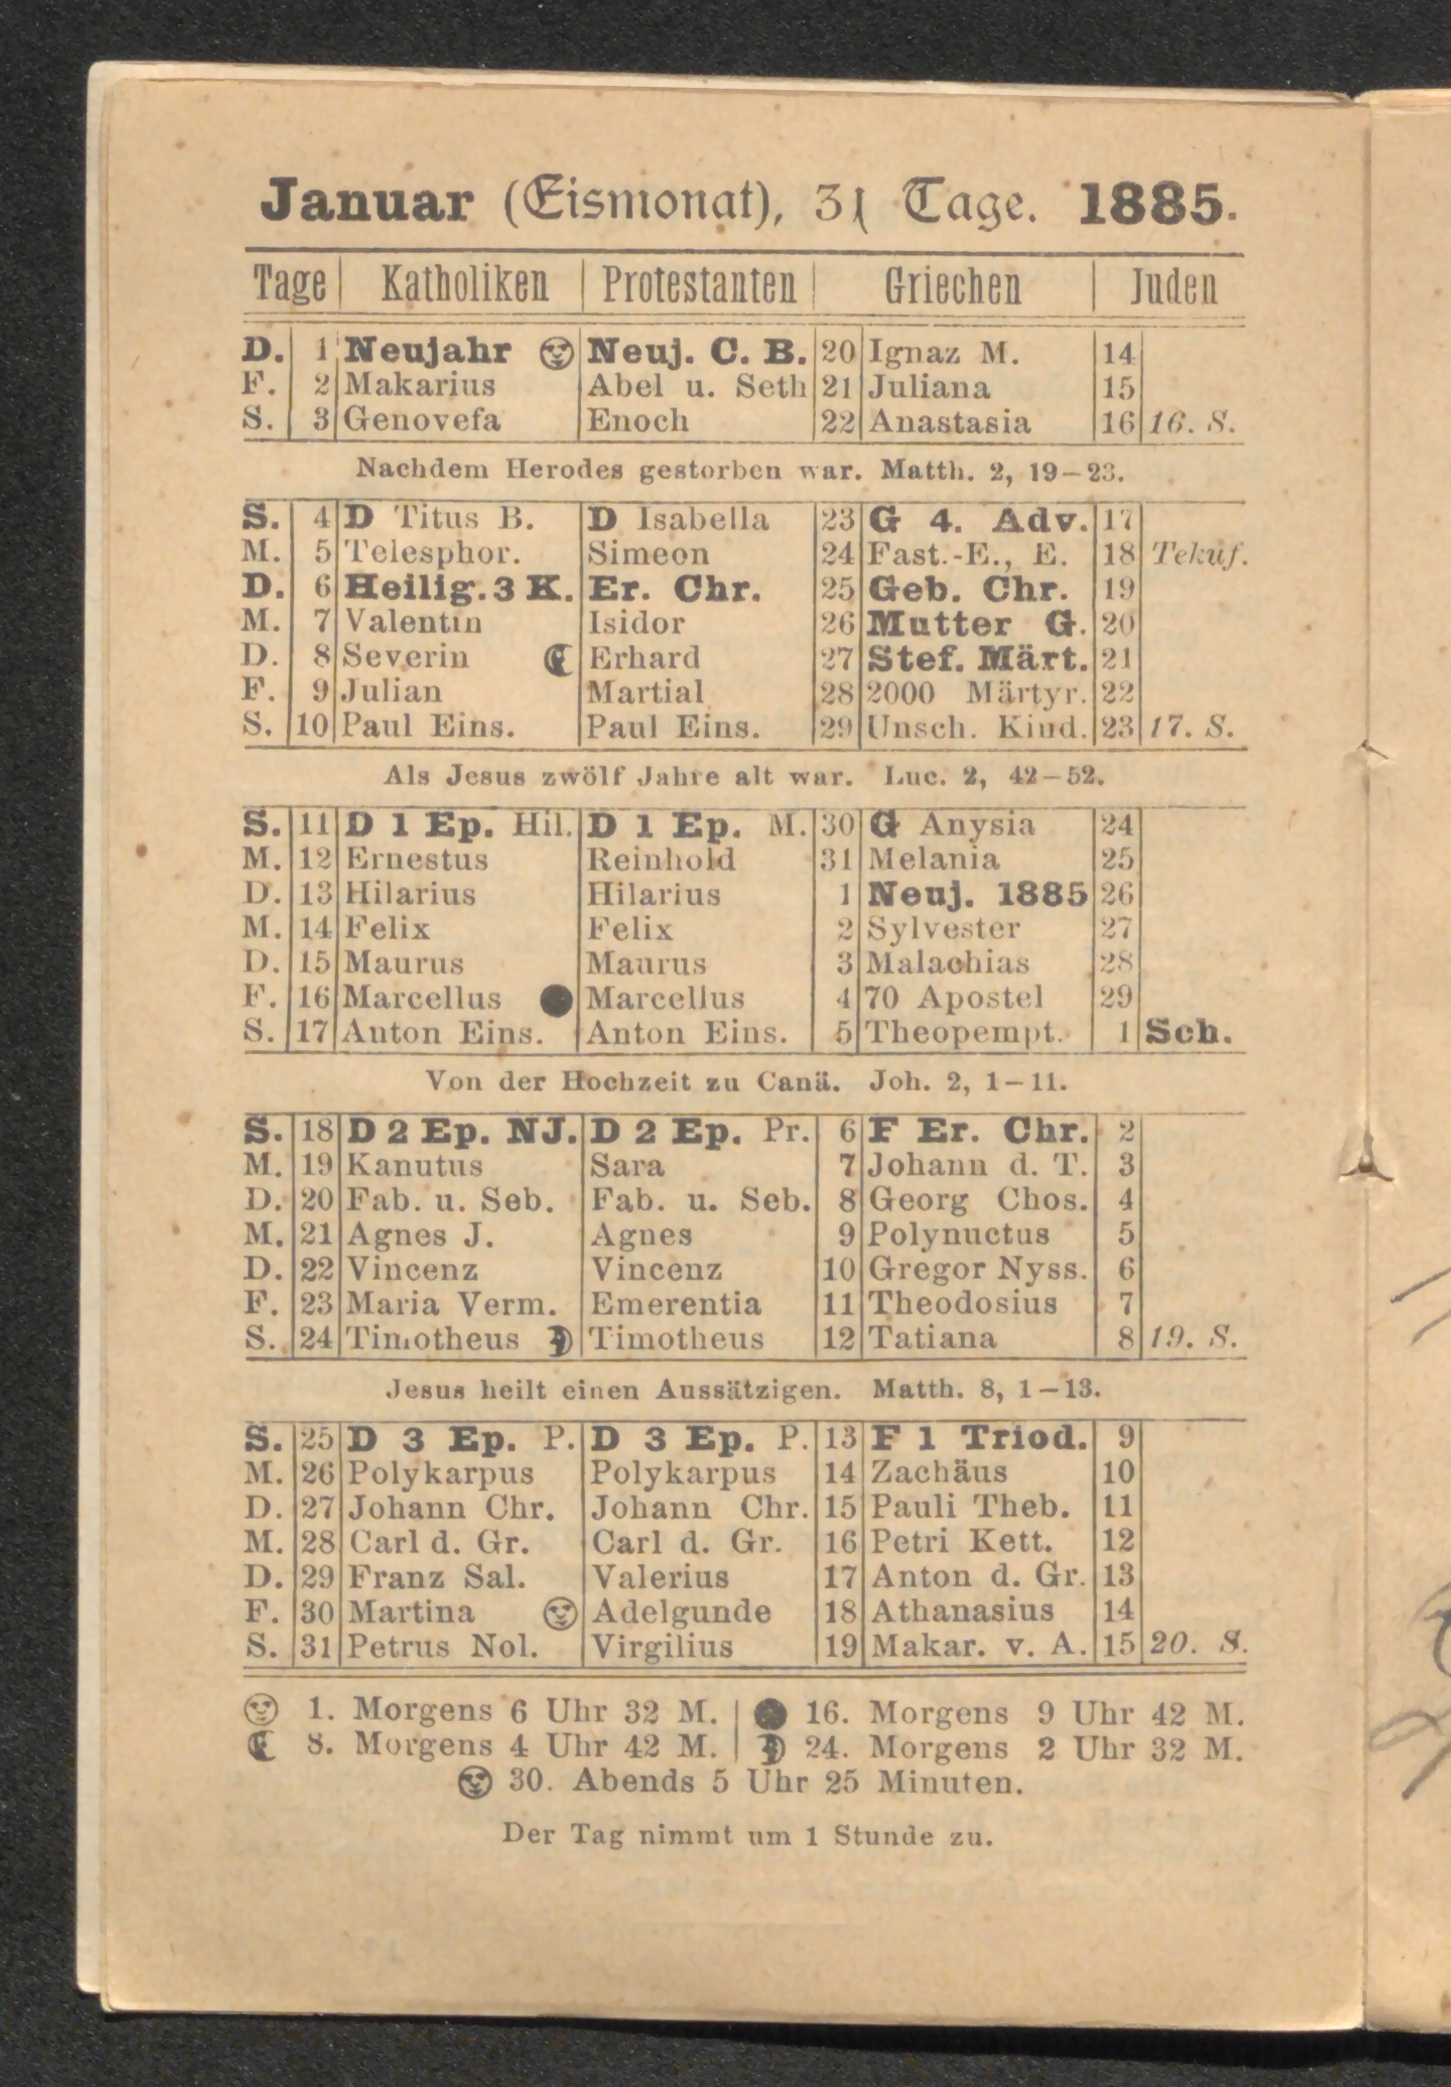 Januar (Eismonat), 31 Tage. 1885.
Tage Katholiken Protestanten Griechen Juden
D. 1 Neujahr Neuj. C. B. 20 Ignaz M. 14
F. 2 Makarius Abel u. Seth 21 Juliana 15
S. 3 Genovefa Enoch 22 Anastasia 16 16. S.
Nachdem Herodes gestorben war. Matth. 2, 19–23.
S. 4 D Titus B. D Isabella 23 G 4. Adv. 17
M. 5 Telesphor. Simeon 24 Fast.-E., E. 18 Tekuf.
D. 6 Heilig. 3 K. Er. Chr. 25 Geb. Chr. 19
M. 7 Valentin Isidor 26 Mutter G. 20
D. 8 Severin Erhard 27 Stef. Märt. 21
F. 9 Julian Martial 28 2000 Märtyr. 22
S. 10 Paul Eins. Paul Eins. 29 Unsch. Kind. 23 17. S.
Als Jesus zwölf Jahre alt war. Luc. 2, 42–52.
S. 11 D 1 Ep. Hil. D 1 Ep. M. 30 G Anysia 24
M. 12 Ernestus Reinhold 31 Melania 25
D. 13 Hilarius Hilarius 1 Neuj. 1885 26
M. 14 Felix Felix 2 Sylvester 27
D. 15 Maurus Maurus 3 Malachias 28
F. 16 Marcellus Marcellus 4 70 Apostel 29
S. 17 Anton Eins. Anton Eins. 5 Theopempt. 1 Sch.
Von der Hochzeit zu Canä. Joh. 2, 1–11.
S. 18 D 2 Ep. NJ. D 2 Ep. Pr. 6 F Er. Chr. 2
M. 19 Kanutus Sara 7 Johann d. T. 3
D. 20 Fab. u. Seb. Fab. u. Seb. 8 Georg Chos. 4
M. 21 Agnes J. Agnes 9 Polynuctus 5
D. 22 Vincenz Vincenz 10 Gregor Nyss. 6
F. 23 Maria Verm. Emerentia 11 Theodosius 7
S. 24 Timotheus Timotheus 12 Tatiana 8 19. S.
Jesus heilt einen Aussätzigen. Matth. 8, 1–13.
S. 25 D 3 Ep. P. D 3 Ep. P. 13 F 1 Triod. 9
M. 26 Polykarpus Polykarpus 14 Zachäus 10
D. 27 Johann Chr. Johann Chr. 15 Pauli Theb. 11
M. 28 Carl d. Gr. Carl d. Gr. 16 Petri Kett. 12
D. 29 Franz Sal. Valerius 17 Anton d. Gr. 13
F. 30 Martina Adelgunde 18 Athanasius 14
S. 31 Petrus Nol. Virgilius 19 Makar. v. A. 15 20. S.
1. Morgens 6 Uhr 32 M. 16. Morgens 9 Uhr 42 M.
8. Morgens 4 Uhr 42 M. 24. Morgens 2 Uhr 32 M.
30. Abends 5 Uhr 25 Minuten.
Der Tag nimmt um 1 Stunde zu.